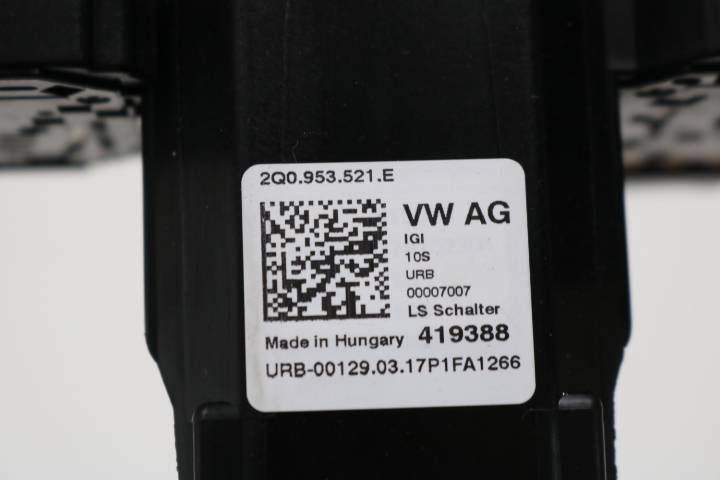 2Q0.953.521.E
VW AG
IGI
10S
URB
00007007
LS Schalter
Made in Hungary 419388
URB-00129.03.17P1FA1266